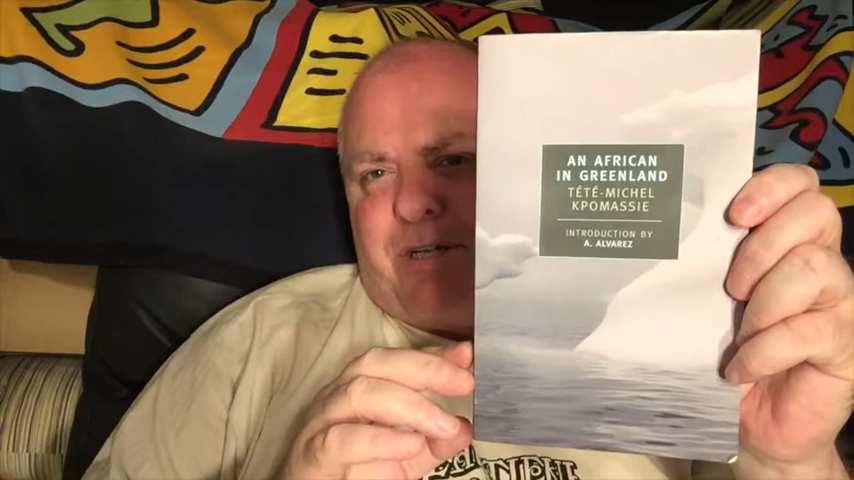 AN AFRICAN
IN GREENLAND
TÉTÉ-MICHEL
KPOMASSIE
INTRODUCTION BY
A. ALVAREZ